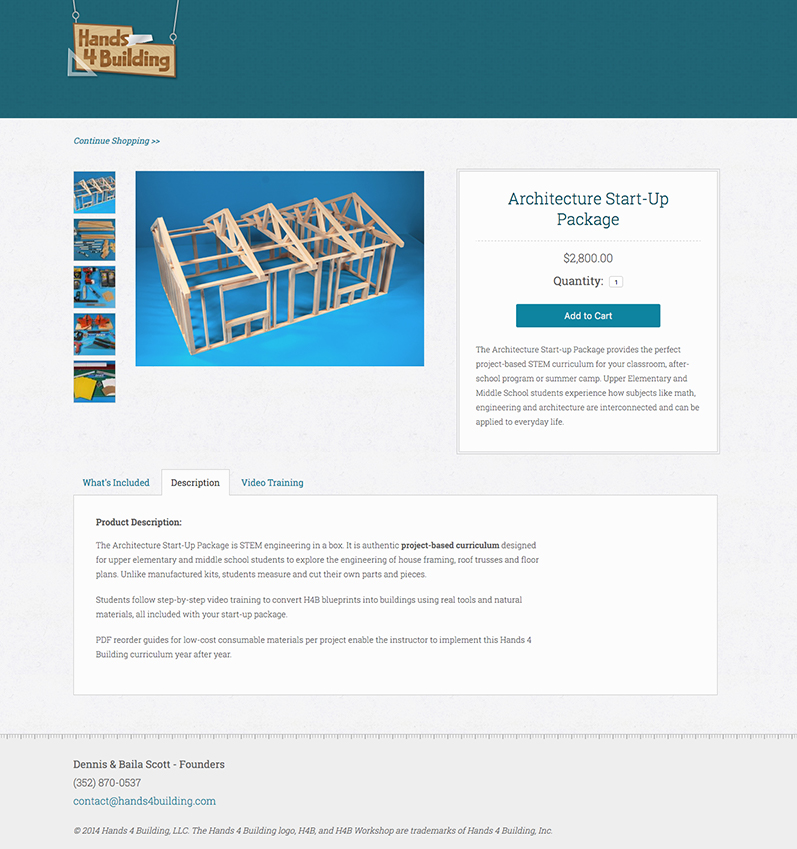 Hands
4 Building
Continue Shopping >>
Architecture Start-Up
Package
$2,800.00
Quantity: 1
Add to Cart
The Architecture Start-up Package provides the perfect
project-based STEM curriculum for your classroom, after-
school program or summer camp. Upper Elementary and
Middle School students experience how subjects like math,
engineering and architecture are interconnected and can be
applied to everyday life.
What's Included
Description
Video Training
Product Description:
The Architecture Start-Up Package is STEM engineering in a box. It is authentic project-based curriculum designed
for upper elementary and middle school students to explore the engineering of house framing, roof trusses and floor
plans. Unlike manufactured kits, students measure and cut their own parts and pieces.
Students follow step-by-step video training to convert H4B blueprints into buildings using real tools and natural
materials, all included with your start-up package.
PDF reorder guides for low-cost consumable materials per project enable the instructor to implement this Hands 4
Building curriculum year after year.
Dennis & Baila Scott - Founders
(352) 870-0537
contact@hands4building.com
© 2014 Hands 4 Building, LLC. The Hands 4 Building logo, H4B, and H4B Workshop are trademarks of Hands 4 Building, Inc.